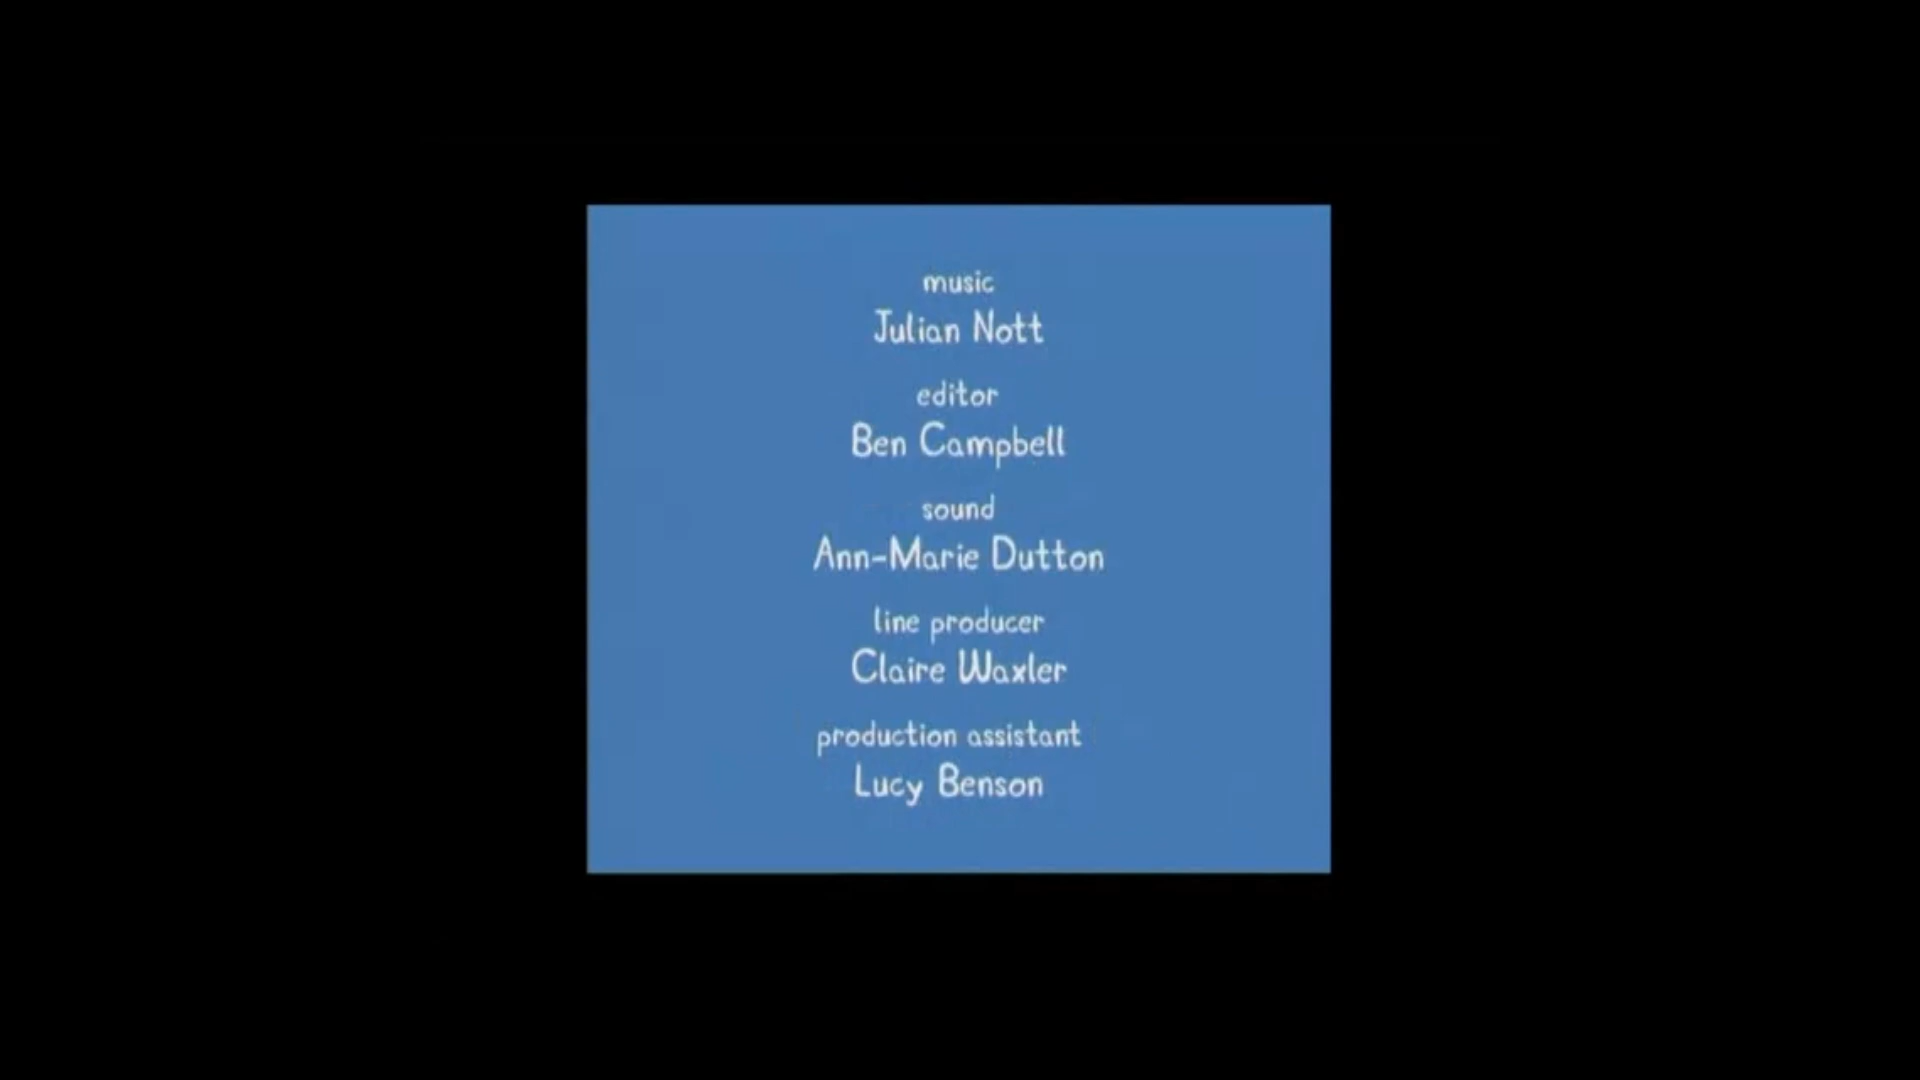 music
Julian Nott
editor
Ben Campbell
sound
Ann-Marie Dutton
line producer
Claire Waxler
production assistant
Lucy Benson